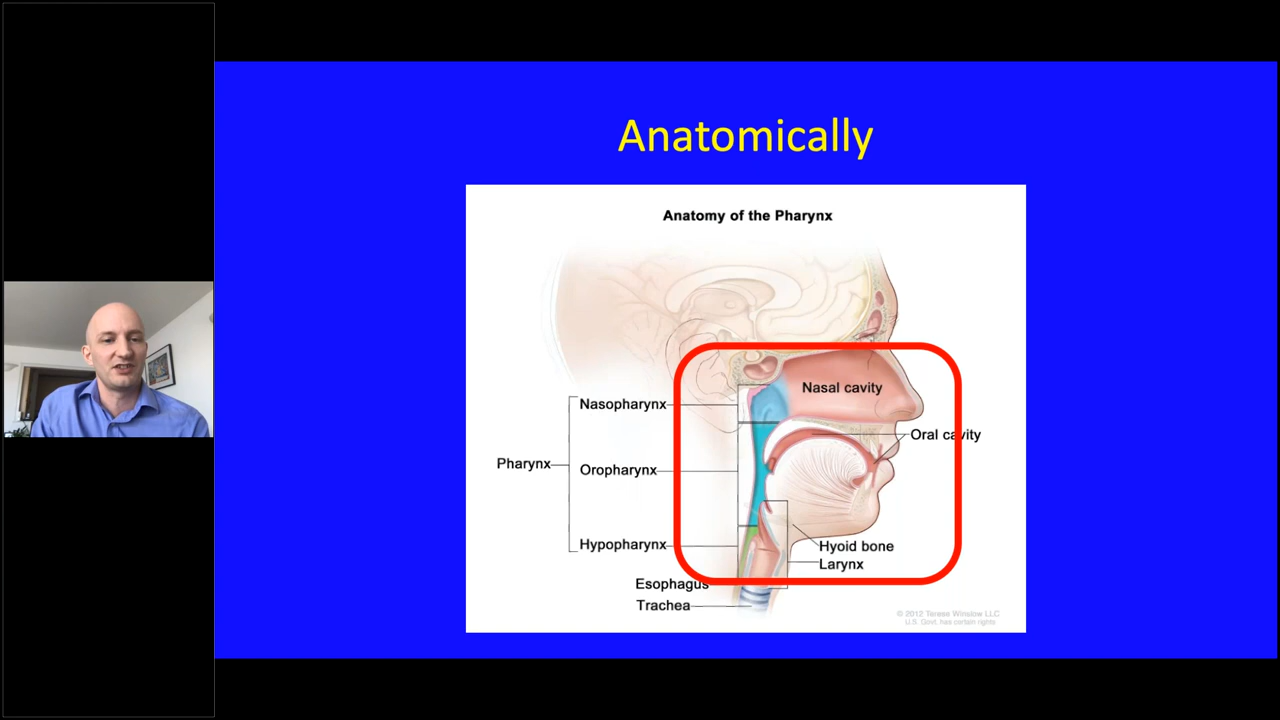 Anatomically
Anatomy of the Pharynx
Nasal cavity
Nasopharynx
Oral cavity
Pharynx
Oropharynx
Hypopharynx
Hyoid bone
Larynx
Esophagus
Trachea
© 2012 Terese Winslow LLC
U.S. Govt. has certain rights